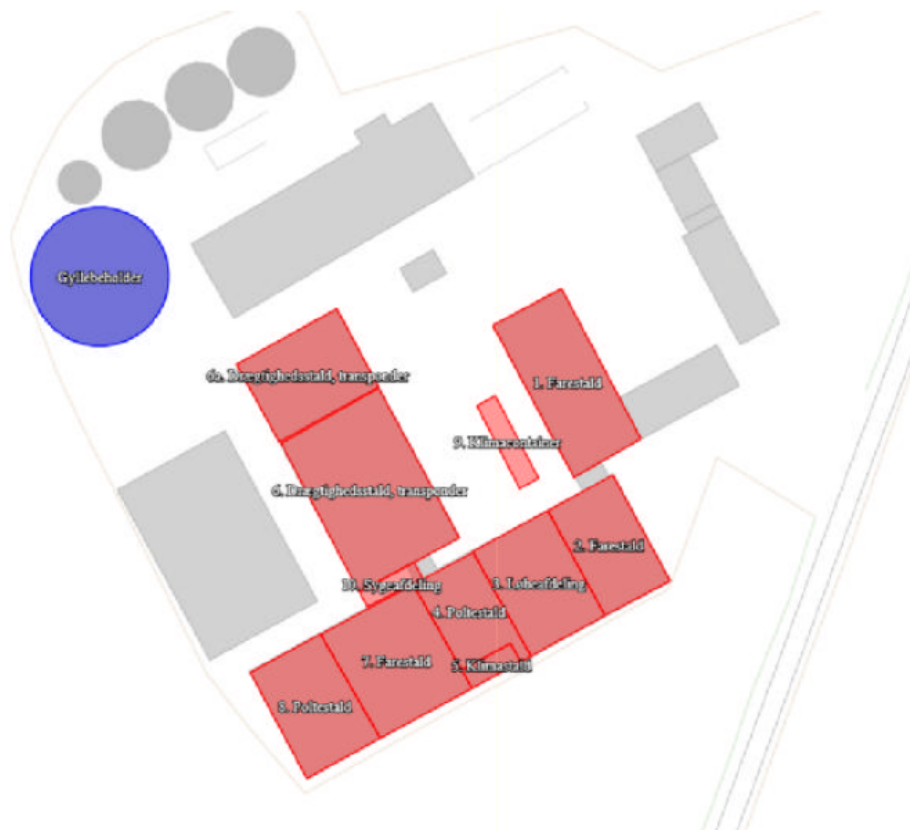 Gyllebeholder
6a. Drægtighedsstald, transponder
1. Farestald
9. Klimacontainer
6. Drægtighedsstald, transponder
2. Farestald
10. Sygeafdeling
3. Løbeafdeling
4. Poltestald
7. Farestald
5. Klimastald
8. Poltestald